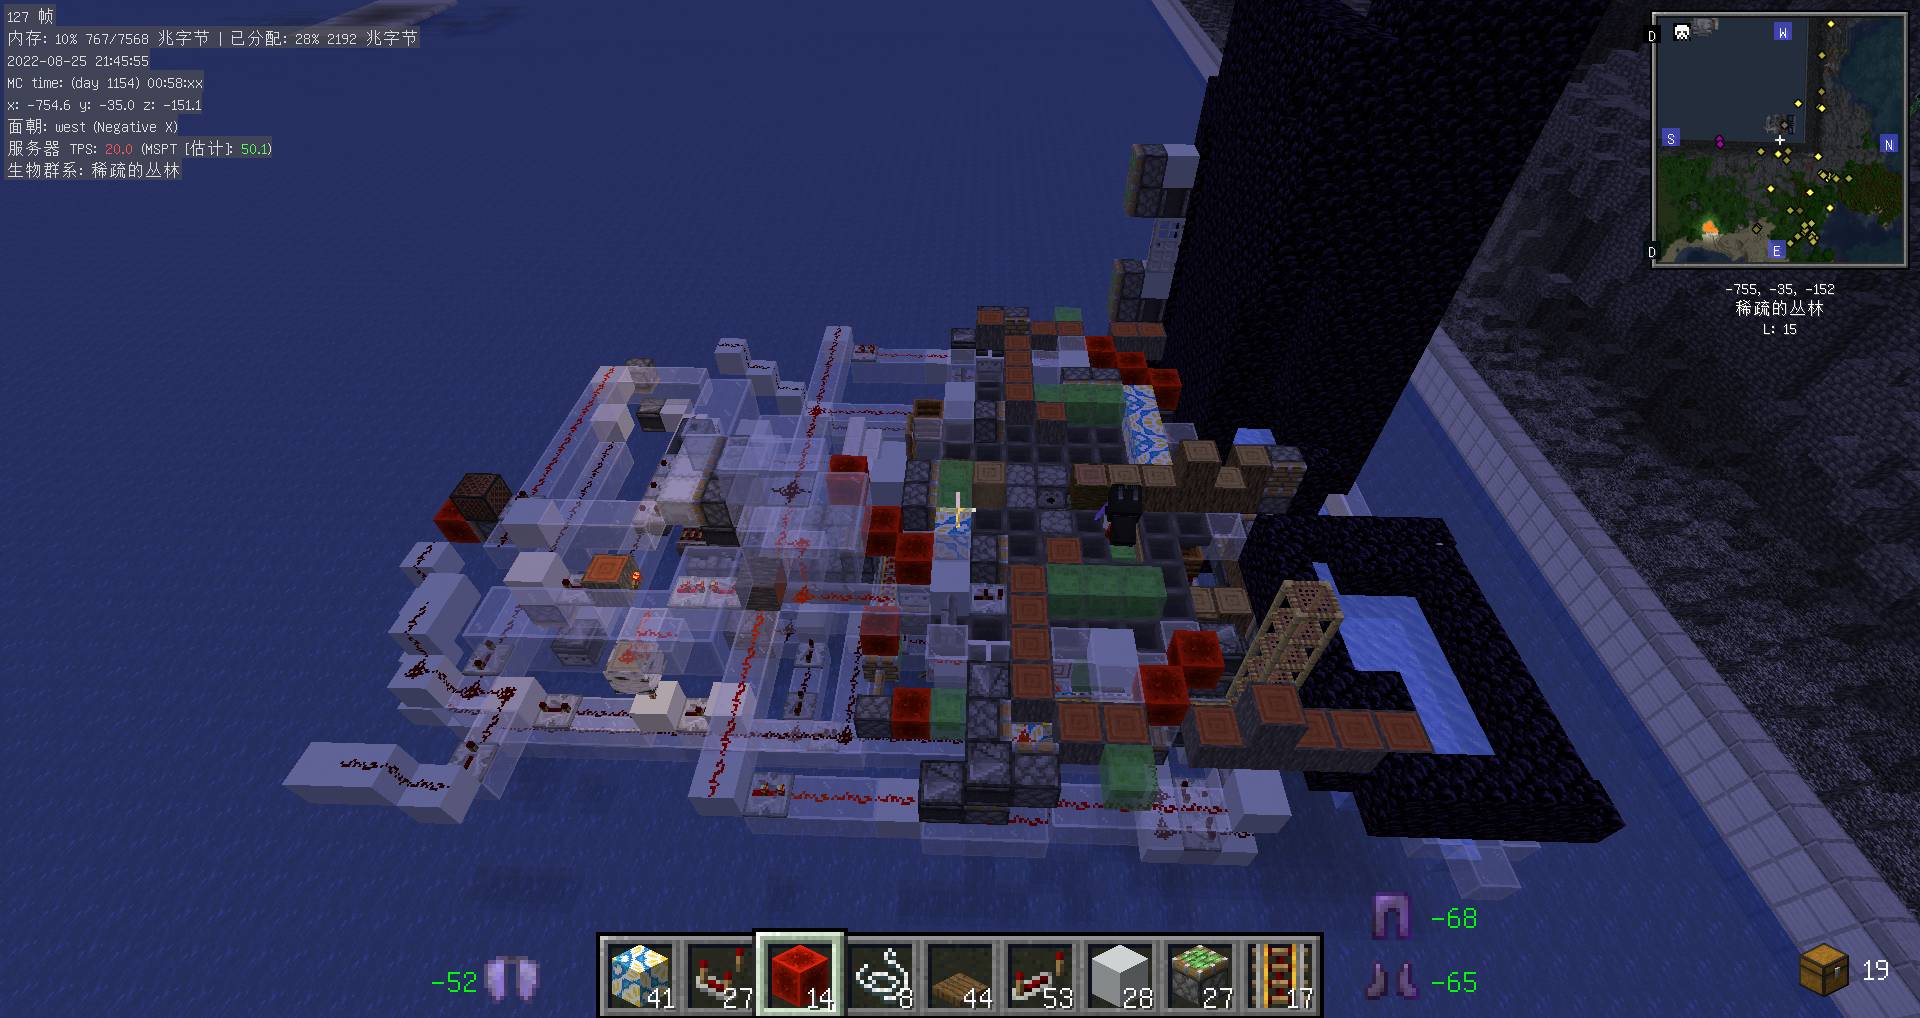 127 帧
内存: 10% 767/7568 兆字节 | 已分配: 28% 2192 兆字节
2022-08-25 21:45:55
MC time: (day 1154) 00:58:xx
x: -754.6 y: -35.0 z: -151.1
面朝: west (Negative X)
服务器 TPS: 20.0 (MSPT [估计]: 50.1)
生物群系: 稀疏的丛林
D
W
S
N
D
E
-755, -35, -152
稀疏的丛林
L: 15
-68
-52
-65
41
27
14
8
44
53
28
27
17
19